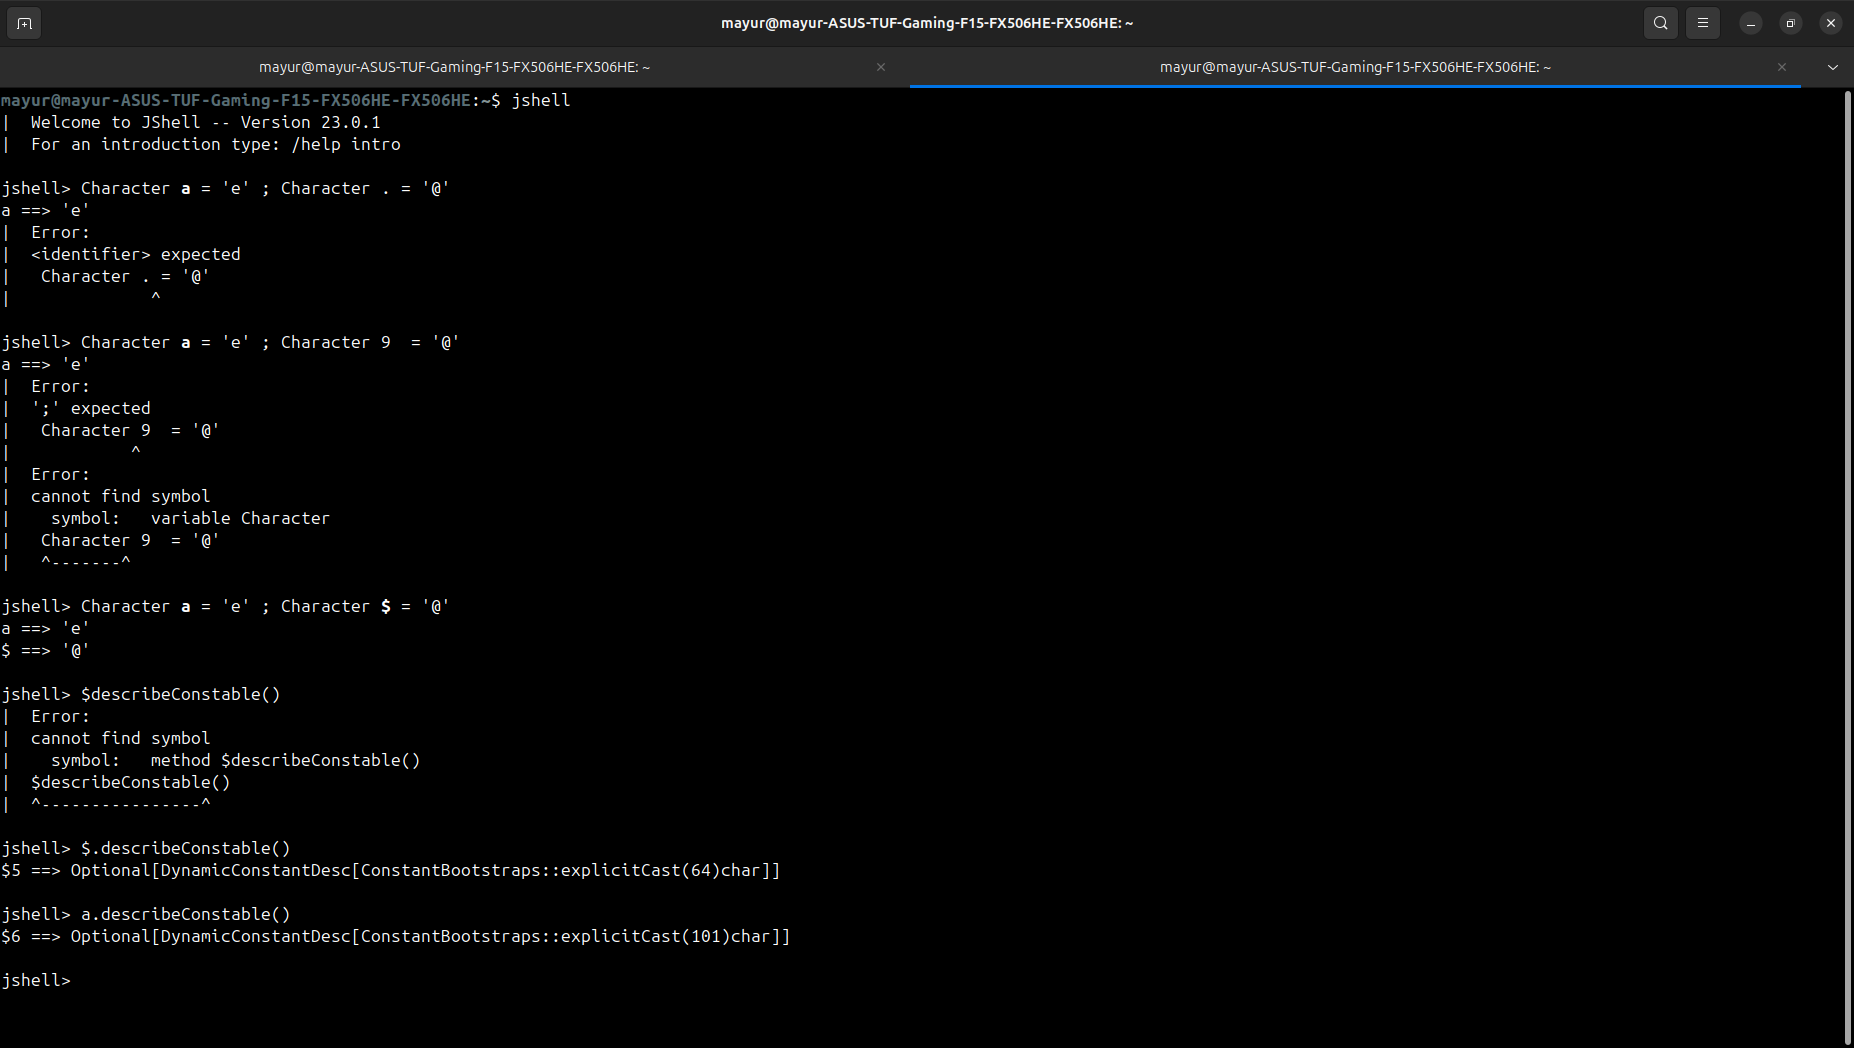 mayur@mayur-ASUS-TUF-Gaming-F15-FX506HE-FX506HE: ~
mayur@mayur-ASUS-TUF-Gaming-F15-FX506HE-FX506HE: ~
mayur@mayur-ASUS-TUF-Gaming-F15-FX506HE-FX506HE: ~
mayur@mayur-ASUS-TUF-Gaming-F15-FX506HE-FX506HE:~$ jshell
|  Welcome to JShell -- Version 23.0.1
|  For an introduction type: /help intro

jshell> Character a = 'e' ; Character . = '@'
a ==> 'e'
|  Error:
|  <identifier> expected
|   Character . = '@'
|              ^

jshell> Character a = 'e' ; Character 9  = '@'
a ==> 'e'
|  Error:
|  ';' expected
|   Character 9  = '@'
|            ^
|  Error:
|  cannot find symbol
|    symbol:   variable Character
|   Character 9  = '@'
|   ^-------^

jshell> Character a = 'e' ; Character $ = '@'
a ==> 'e'
$ ==> '@'

jshell> $describeConstable()
|  Error:
|  cannot find symbol
|    symbol:   method $describeConstable()
|  $describeConstable()
|  ^----------------^

jshell> $.describeConstable()
$5 ==> Optional[DynamicConstantDesc[ConstantBootstraps::explicitCast(64)char]]

jshell> a.describeConstable()
$6 ==> Optional[DynamicConstantDesc[ConstantBootstraps::explicitCast(101)char]]

jshell>